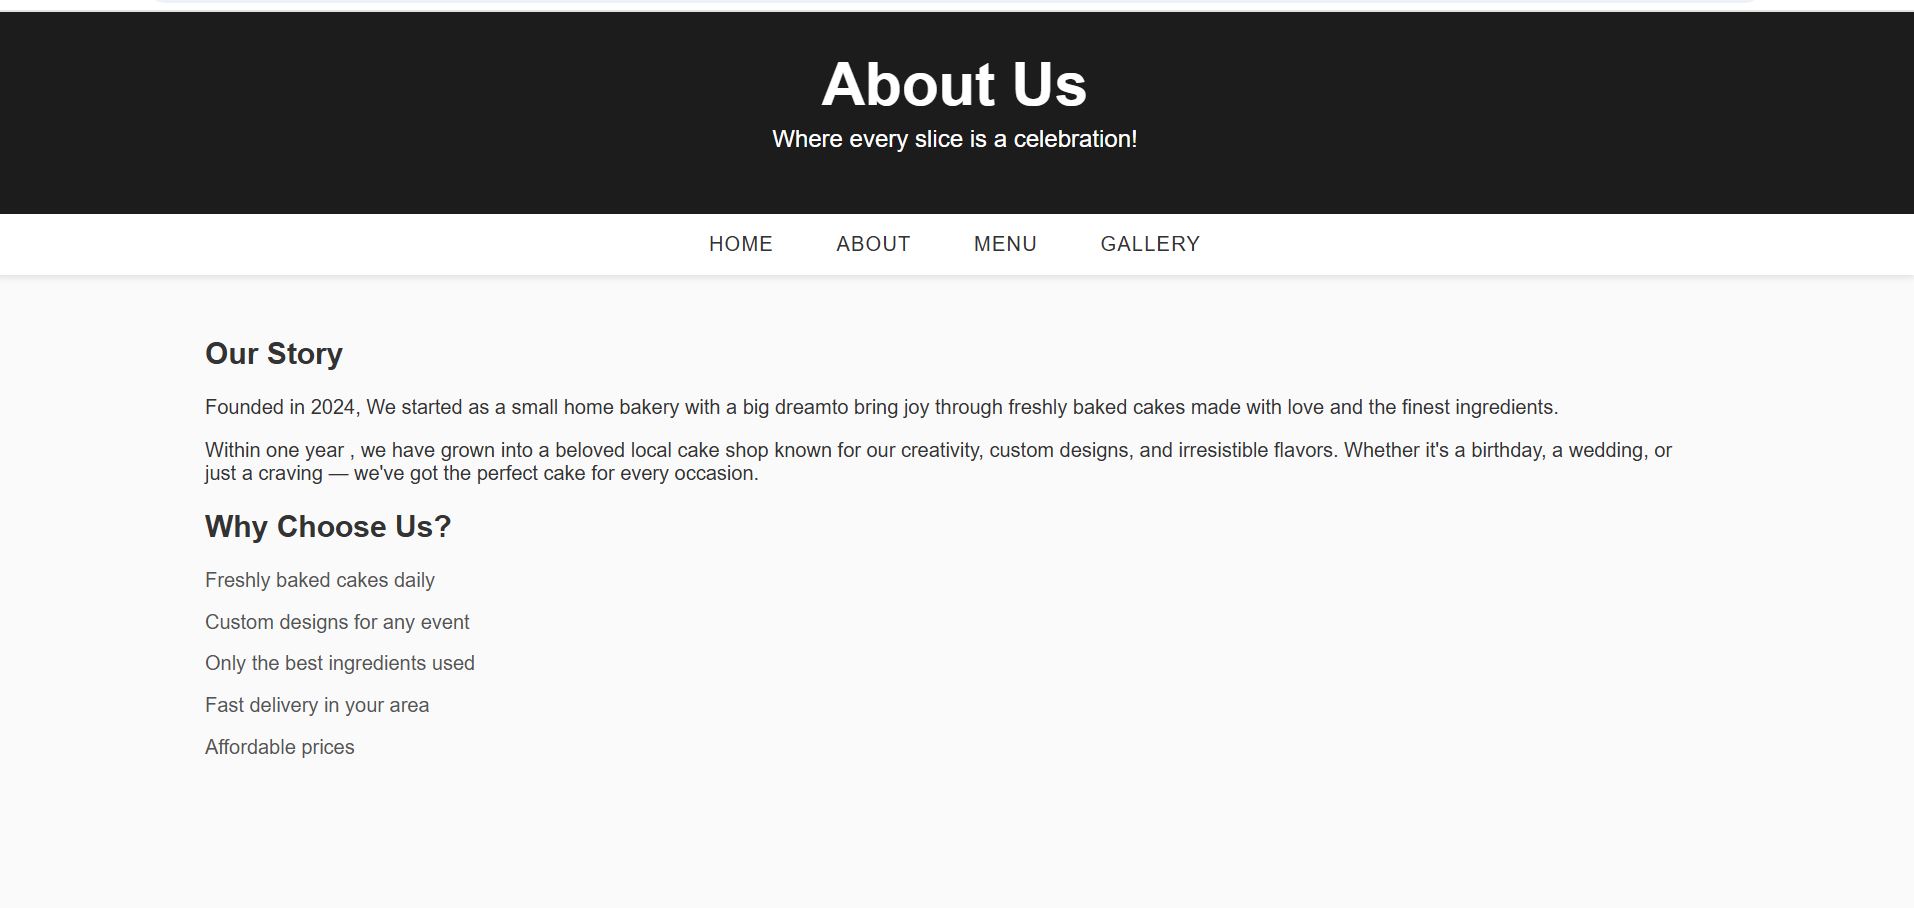 About Us
Where every slice is a celebration!
HOME ABOUT MENU GALLERY
Our Story
Founded in 2024, We started as a small home bakery with a big dreamto bring joy through freshly baked cakes made with love and the finest ingredients.
Within one year , we have grown into a beloved local cake shop known for our creativity, custom designs, and irresistible flavors. Whether it's a birthday, a wedding, or
just a craving — we've got the perfect cake for every occasion.
Why Choose Us?
Freshly baked cakes daily
Custom designs for any event
Only the best ingredients used
Fast delivery in your area
Affordable prices